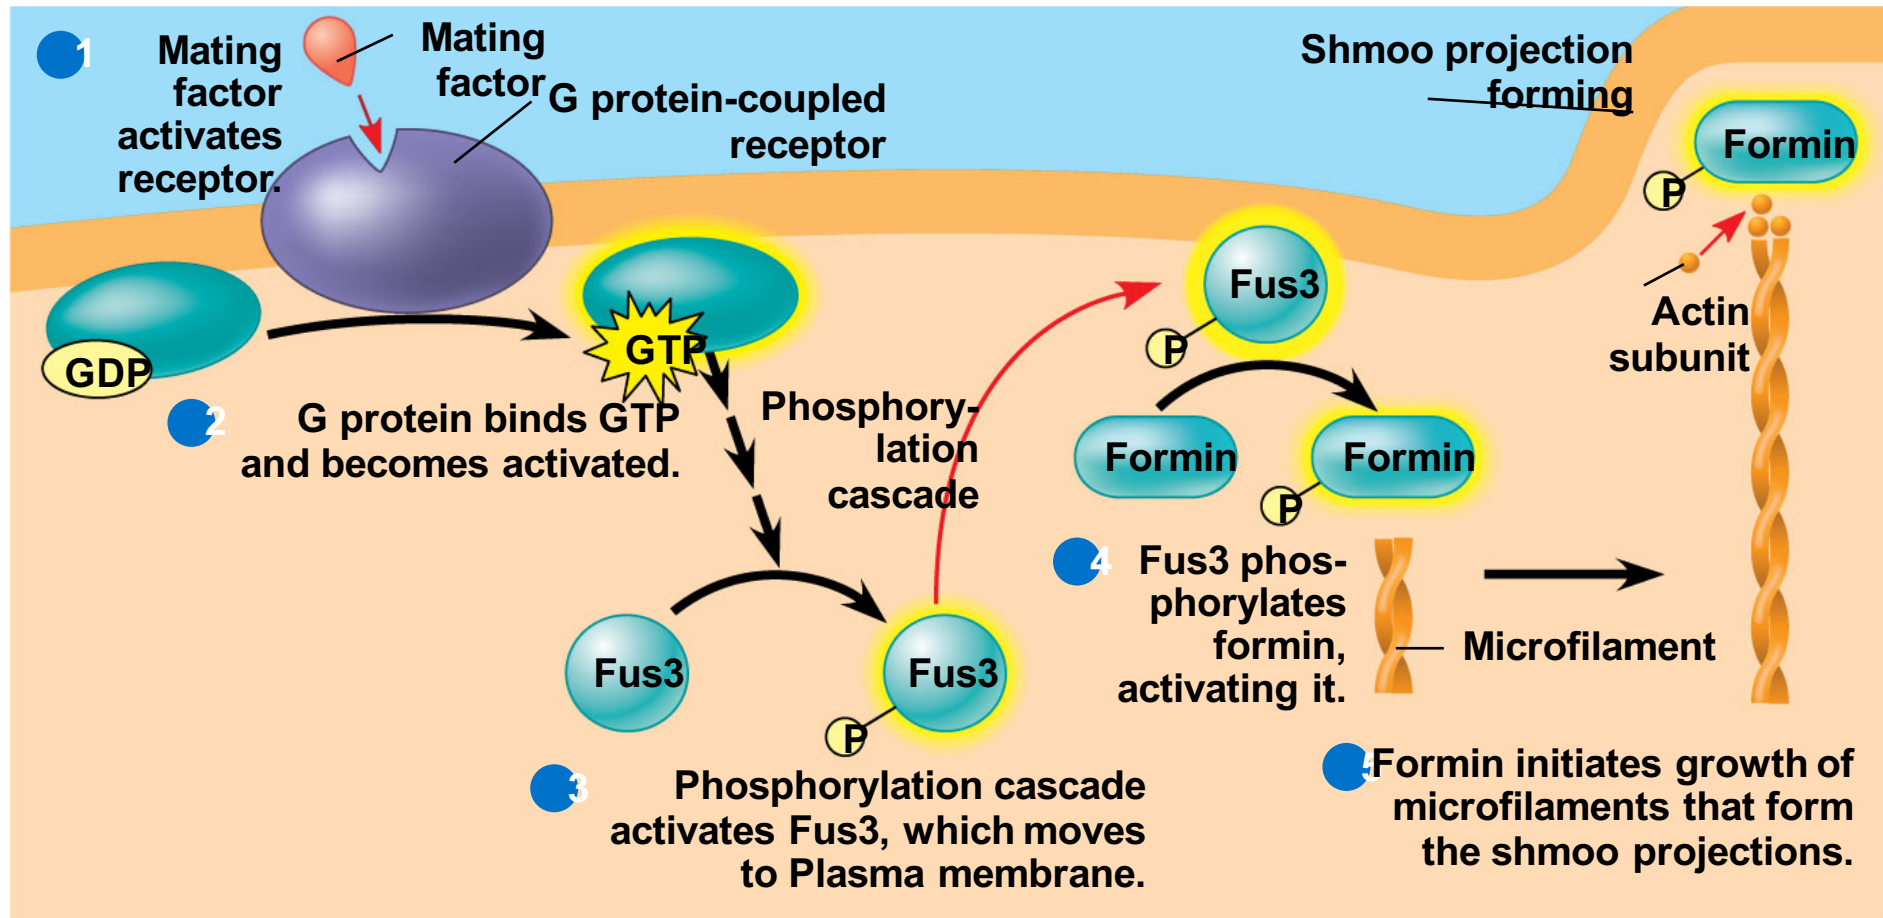 1
Mating
factor
activates
receptor.
Mating
factor
G protein-coupled
receptor
Shmoo projection
forming
Formin
P
Actin
subunit
GDP
GTP
2
G protein binds GTP
and becomes activated.
Phosphory-
lation
cascade
Fus3
P
Formin
Formin
P
4
Fus3 phos-
phorylates
formin,
activating it.
Microfilament
Fus3
Fus3
P
3
Phosphorylation cascade
activates Fus3, which moves
to Plasma membrane.
5
Formin initiates growth of
microfilaments that form
the shmoo projections.